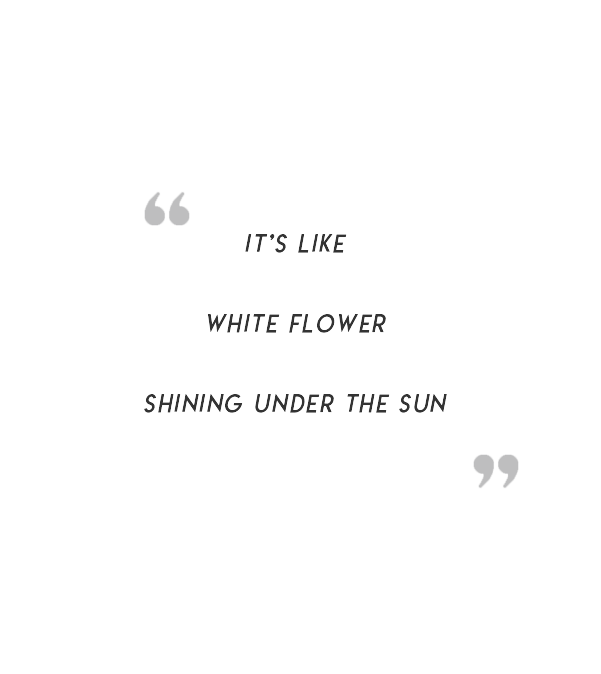 “
IT’S LIKE
WHITE FLOWER
SHINING UNDER THE SUN
”